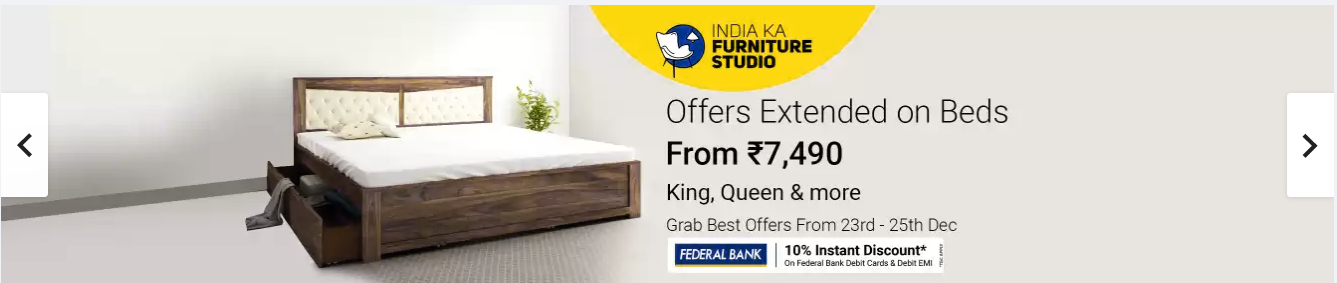 INDIA KA
FURNITURE
STUDIO
Offers Extended on Beds
From ₹7,490
King, Queen & more
Grab Best Offers From 23rd - 25th Dec
FEDERAL BANK
10% Instant Discount*
On Federal Bank Debit Cards & Debit EMI